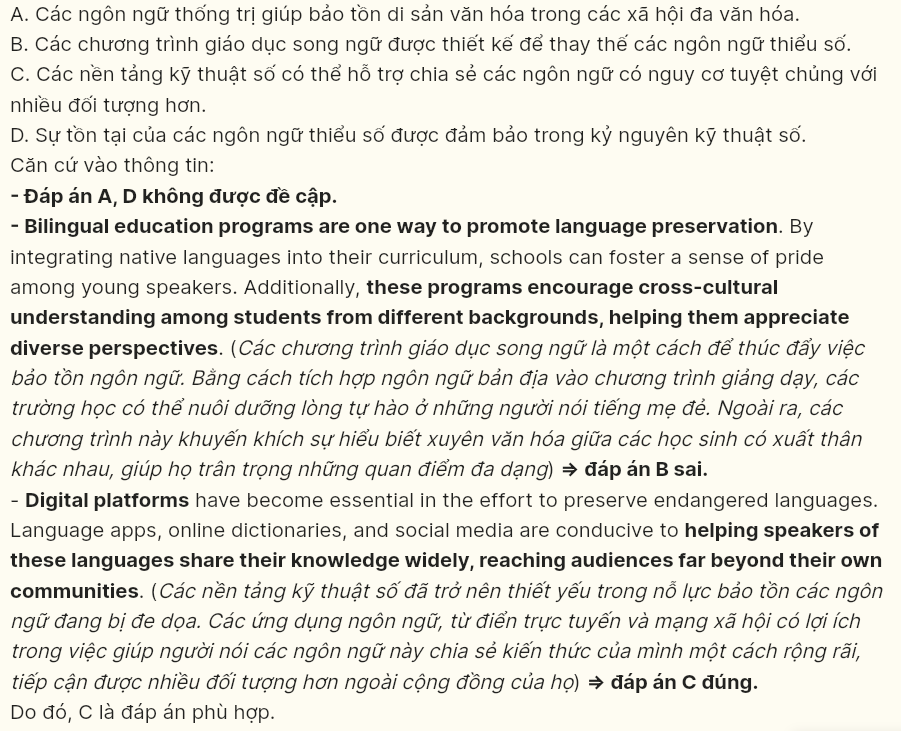 A. Các ngôn ngữ thống trị giúp bảo tồn di sản văn hóa trong các xã hội đa văn hóa.
B. Các chương trình giáo dục song ngữ được thiết kế để thay thế các ngôn ngữ thiểu số.
C. Các nền tảng kỹ thuật số có thể hỗ trợ chia sẻ các ngôn ngữ có nguy cơ tuyệt chủng với
nhiều đối tượng hơn.
D. Sự tồn tại của các ngôn ngữ thiểu số được đảm bảo trong kỷ nguyên kỹ thuật số.
Căn cứ vào thông tin:
- Đáp án A, D không được đề cập.
- Bilingual education programs are one way to promote language preservation. By
integrating native languages into their curriculum, schools can foster a sense of pride
among young speakers. Additionally, these programs encourage cross-cultural
understanding among students from different backgrounds, helping them appreciate
diverse perspectives. (Các chương trình giáo dục song ngữ là một cách để thúc đẩy việc
bảo tồn ngôn ngữ. Bằng cách tích hợp ngôn ngữ bản địa vào chương trình giảng dạy, các
trường học có thể nuôi dưỡng lòng tự hào ở những người nói tiếng mẹ đẻ. Ngoài ra, các
chương trình này khuyến khích sự hiểu biết xuyên văn hóa giữa các học sinh có xuất thân
khác nhau, giúp họ trân trọng những quan điểm đa dạng) ⇒ đáp án B sai.
- Digital platforms have become essential in the effort to preserve endangered languages.
Language apps, online dictionaries, and social media are conducive to helping speakers of
these languages share their knowledge widely, reaching audiences far beyond their own
communities. (Các nền tảng kỹ thuật số đã trở nên thiết yếu trong nỗ lực bảo tồn các ngôn
ngữ đang bị đe dọa. Các ứng dụng ngôn ngữ, từ điển trực tuyến và mạng xã hội có lợi ích
trong việc giúp người nói các ngôn ngữ này chia sẻ kiến thức của mình một cách rộng rãi,
tiếp cận được nhiều đối tượng hơn ngoài cộng đồng của họ) ⇒ đáp án C đúng.
Do đó, C là đáp án phù hợp.